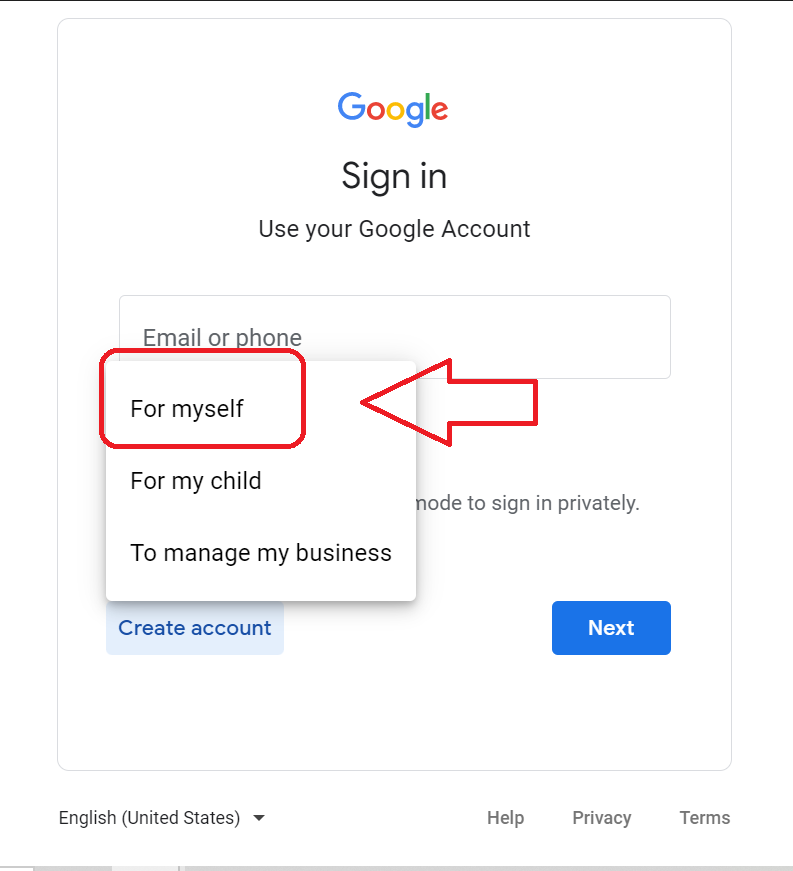 Google
Sign in
Use your Google Account
Email or phone
For myself
For my child
mode to sign in privately.
To manage my business
Create account
Next
English (United States)
Help
Privacy
Terms